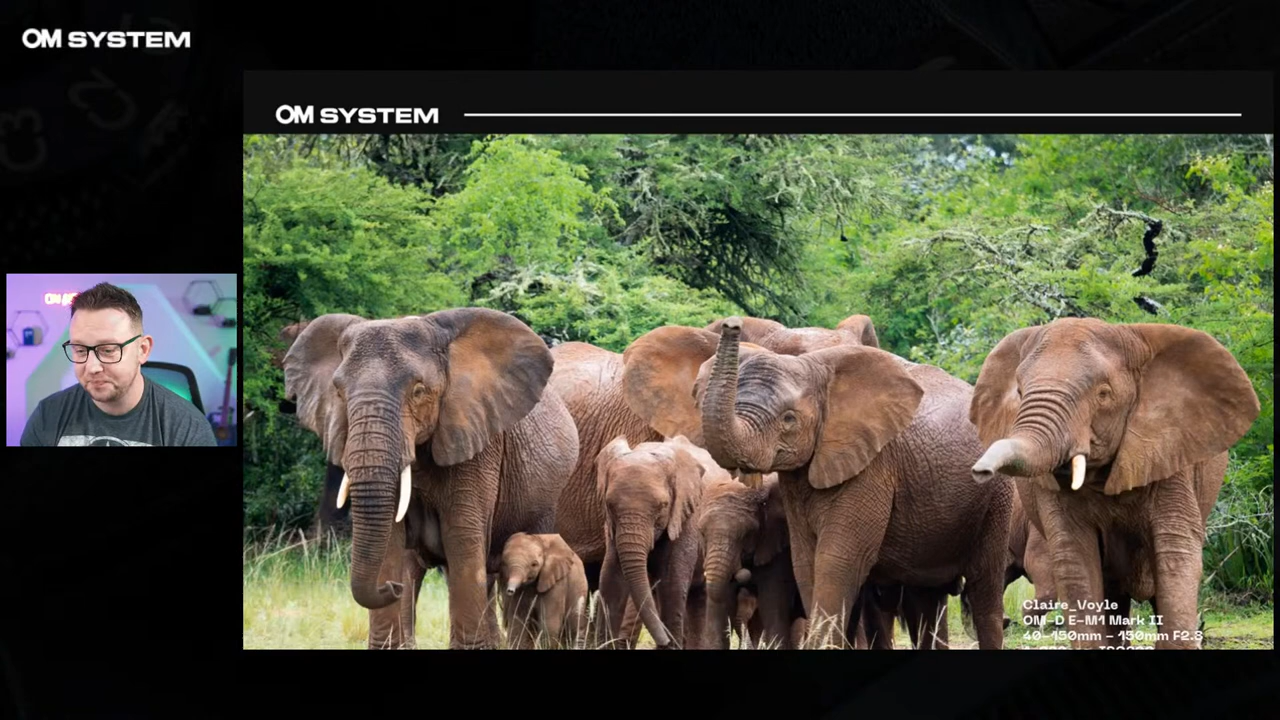 OM SYSTEM
OM SYSTEM
Claire_Voyle
OM-D E-M1 Mark II
40-150mm - 150mm F2.8